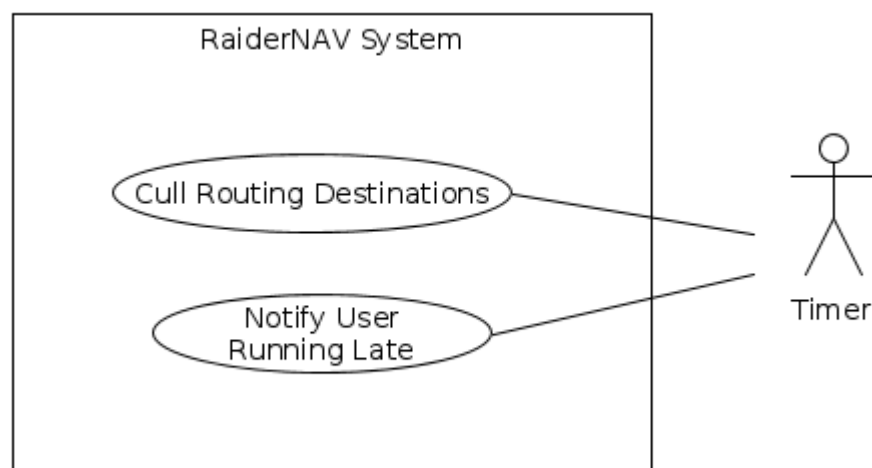 RaiderNAV System
Cull Routing Destinations
Notify User
Running Late
Timer